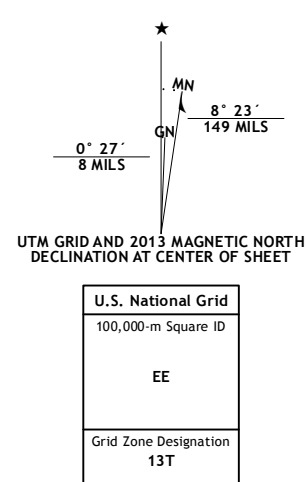 ★
MN
8° 23´
149 MILS
GN
0° 27´
8 MILS
UTM GRID AND 2013 MAGNETIC NORTH
DECLINATION AT CENTER OF SHEET
U.S. National Grid
100,000-m Square ID
EE
Grid Zone Designation
13T